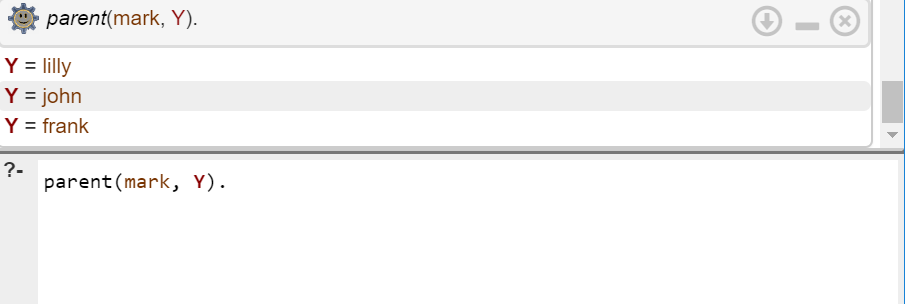 parent(mark, Y).
Y = lilly
Y = john
Y = frank
?- parent(mark, Y).